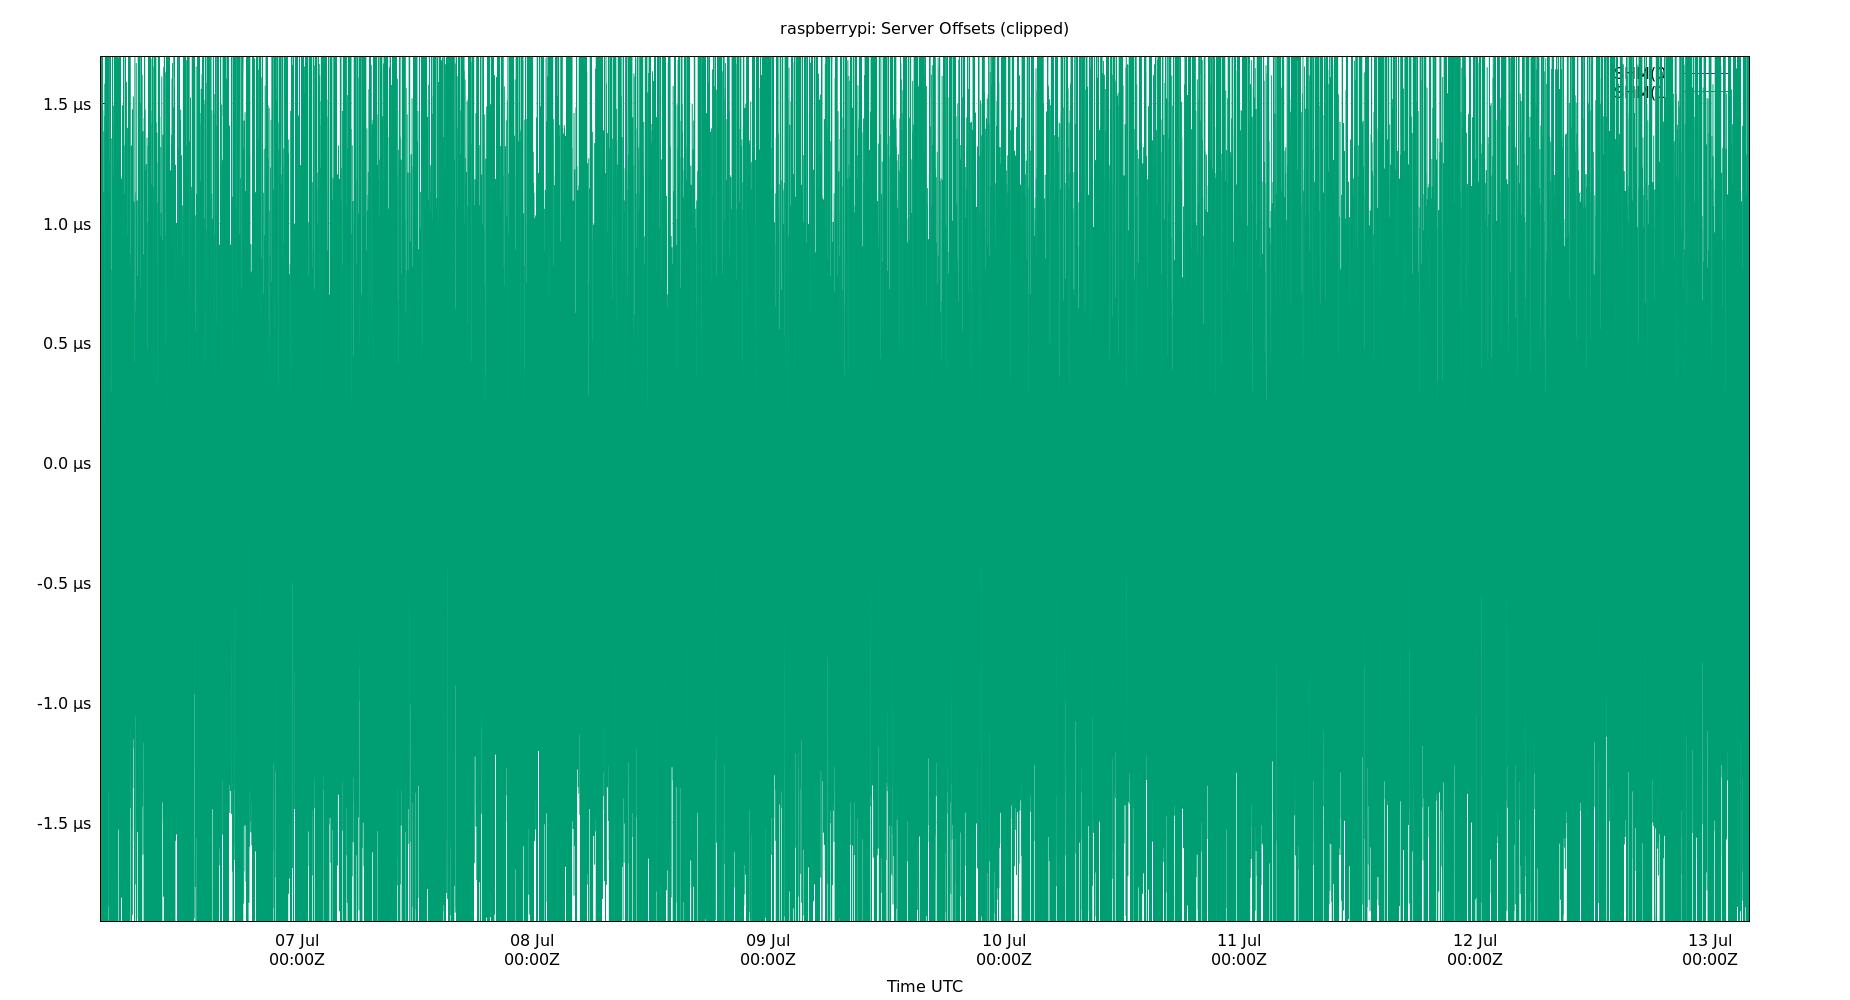 raspberrypi: Server Offsets (clipped)
1.5 µs
1.0 µs
0.5 µs
0.0 µs
-0.5 µs
-1.0 µs
-1.5 µs
07 Jul 08 Jul 09 Jul 10 Jul 11 Jul 12 Jul 13 Jul
00:00Z 00:00Z 00:00Z 00:00Z 00:00Z 00:00Z 00:00Z
Time UTC